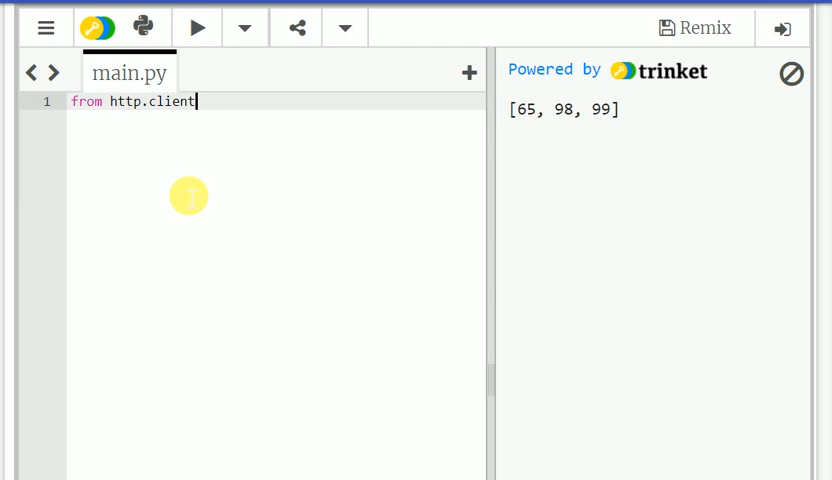 Remix
main.py
1 from http.client
Powered by trinket
[65, 98, 99]